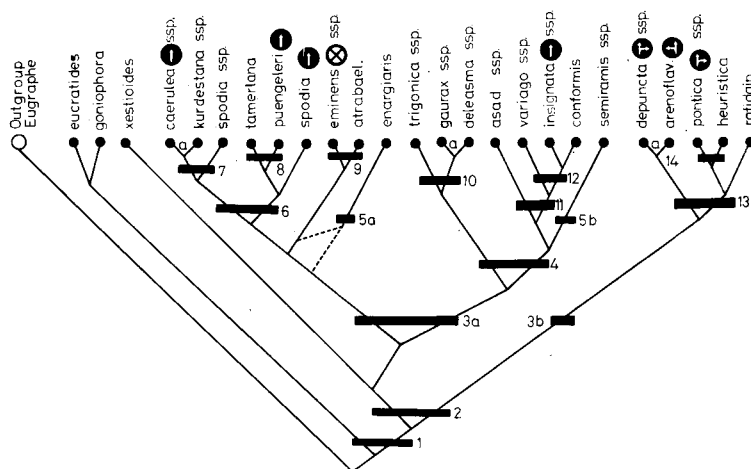 Outgroup
Eugraphe
eucratides
goniophora
xestioides
caerulea ssp.
kurdestana ssp.
spodia ssp.
tamerlana
puengeleri
spodia ssp.
eminens ssp.
atrabael.
enargiaris
trigonica ssp.
gaurax ssp.
deleasma ssp.
asad ssp.
variago ssp.
insignata ssp.
conformis
semiramis ssp.
depuncta ssp.
arenoflav.
pontica ssp.
heuristica
a
7
8
9
6
5a
a
10
12
11
5b
4
a
14
13
3a
3b
2
1